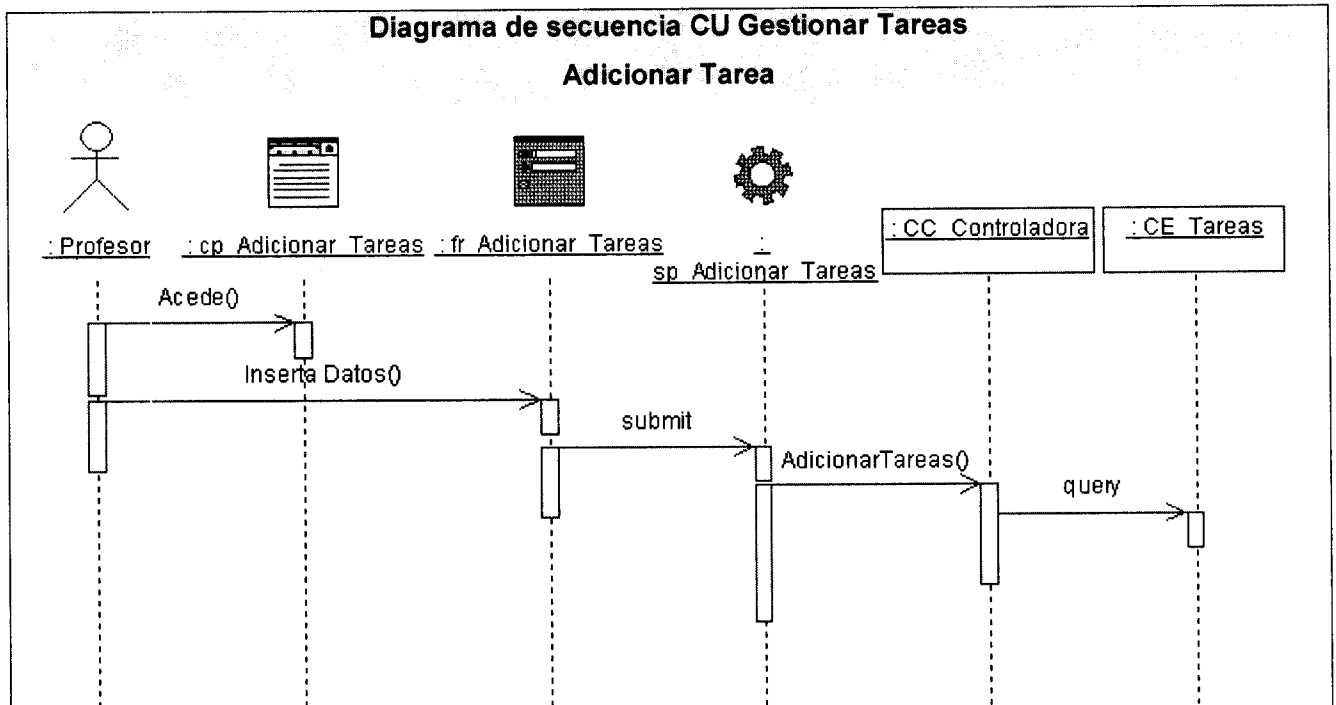 Diagrama de secuencia CU Gestionar Tareas
Adicionar Tarea
: Profesor
: cp_Adicionar_Tareas
: fr_Adicionar_Tareas
:
sp_Adicionar_Tareas
: CC_Controladora
: CE_Tareas
Acede()
Inserta Datos()
submit
AdicionarTareas()
query